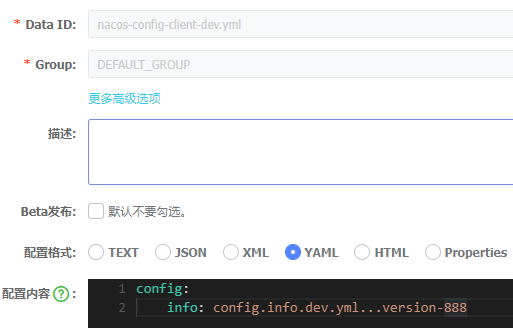 * Data ID: nacos-config-client-dev.yml
* Group: DEFAULT_GROUP
更多高级选项
描述:
Beta发布: 默认不要勾选。
配置格式: TEXT JSON XML YAML HTML Properties
配置内容 ? : 1 config:
2 info: config.info.dev.yml...version-888